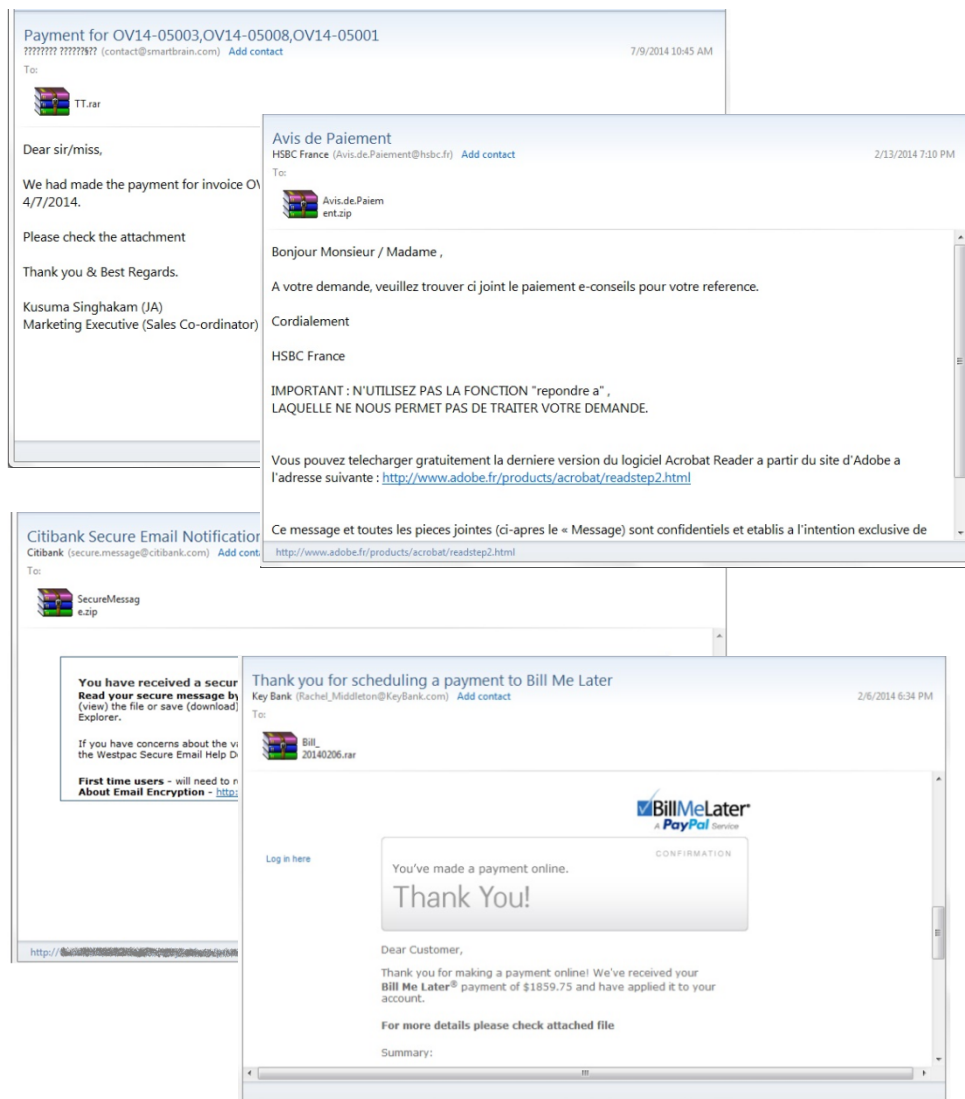 Payment for OV14-05003,OV14-05008,OV14-05001
???????? ??????§?? (contact@smartbrain.com) Add contact
7/9/2014 10:45 AM
To:
TT.rar
Dear sir/miss,
We had made the payment for invoice
4/7/2014.
Please check the attachment
Thank you & Best Regards.
Kusuma Singhakam (JA)
Marketing Executive (Sales Co-ordinator)
Avis de Paiement
HSBC France (Avis.de.Paiement@hsbc.fr) Add contact
2/13/2014 7:10 PM
To:
Avis.de.Paiem
ent.zip
Bonjour Monsieur / Madame ,
A votre demande, veuillez trouver ci joint le paiement e-conseils pour votre reference.
Cordialement
HSBC France
IMPORTANT : N'UTILISEZ PAS LA FONCTION "repondre a" ,
LAQUELLE NE NOUS PERMET PAS DE TRAITER VOTRE DEMANDE.
Vous pouvez telecharger gratuitement la derniere version du logiciel Acrobat Reader a partir du site d'Adobe a
l'adresse suivante : http://www.adobe.fr/products/acrobat/readstep2.html
Ce message et toutes les pieces jointes (ci-apres le « Message) sont confidentiels et etablis a l'intention exclusive de
http://www.adobe.fr/products/acrobat/readstep2.html
Citibank Secure Email Notification
Citibank (secure.message@citibank.com) Add
To:
SecureMessag
e.zip
You have received a secur
Read your secure message by
(view) the file or save (download)
Explorer.
If you have concerns about the va
the Westpac Secure Email Help D
First time users - will need to r
About Email Encryption - http:
http://
Thank you for scheduling a payment to Bill Me Later
Key Bank (Rachel_Middleton@KeyBank.com) Add contact
2/6/2014 6:34 PM
To:
Bill_
20140206.rar
BillMeLater
A PayPal Service
Log in here
CONFIRMATION
You've made a payment online.
Thank You!
Dear Customer,
Thank you for making a payment online! We've received your
Bill Me Later® payment of $1859.75 and have applied it to your
account.
For more details please check attached file
Summary: